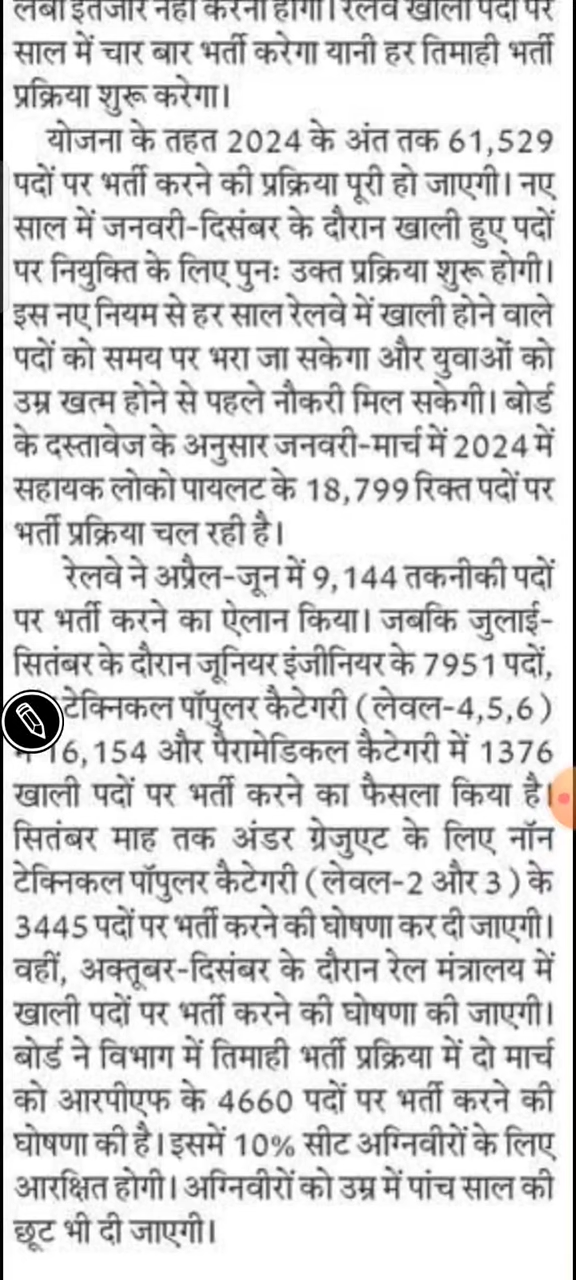 लंबा इंतजार नहीं करना होगा। रेलवे खाली पदों पर
साल में चार बार भर्ती करेगा यानी हर तिमाही भर्ती
प्रक्रिया शुरू करेगा।
योजना के तहत 2024 के अंत तक 61,529
पदों पर भर्ती करने की प्रक्रिया पूरी हो जाएगी। नए
साल में जनवरी-दिसंबर के दौरान खाली हुए पदों
पर नियुक्ति के लिए पुनः उक्त प्रक्रिया शुरू होगी।
इस नए नियम से हर साल रेलवे में खाली होने वाले
पदों को समय पर भरा जा सकेगा और युवाओं को
उम्र खत्म होने से पहले नौकरी मिल सकेगी। बोर्ड
के दस्तावेज के अनुसार जनवरी-मार्च में 2024 में
सहायक लोको पायलट के 18,799 रिक्त पदों पर
भर्ती प्रक्रिया चल रही है।
रेलवे ने अप्रैल-जून में 9,144 तकनीकी पदों
पर भर्ती करने का ऐलान किया। जबकि जुलाई-
सितंबर के दौरान जूनियर इंजीनियर के 7951 पदों,
टेक्निकल पॉपुलर कैटेगरी (लेवल-4,5,6)
16,154 और पैरामेडिकल कैटेगरी में 1376
खाली पदों पर भर्ती करने का फैसला किया है।
सितंबर माह तक अंडर ग्रेजुएट के लिए नॉन
टेक्निकल पॉपुलर कैटेगरी (लेवल-2 और 3) के
3445 पदों पर भर्ती करने की घोषणा कर दी जाएगी।
वहीं, अक्तूबर-दिसंबर के दौरान रेल मंत्रालय में
खाली पदों पर भर्ती करने की घोषणा की जाएगी।
बोर्ड ने विभाग में तिमाही भर्ती प्रक्रिया में दो मार्च
को आरपीएफ के 4660 पदों पर भर्ती करने की
घोषणा की है। इसमें 10% सीट अग्निवीरों के लिए
आरक्षित होगी। अग्निवीरों को उम्र में पांच साल की
छूट भी दी जाएगी।